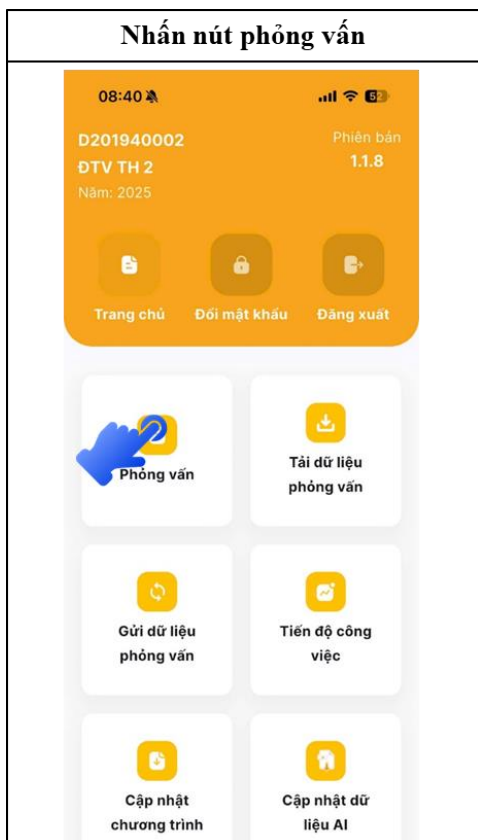 Nhấn nút phỏng vấn
08:40
52
D201940002
Phiên bản
ĐTV TH 2
1.1.8
Năm: 2025
Trang chủ
Đổi mật khẩu
Đăng xuất
Phỏng vấn
Tải dữ liệu
phỏng vấn
Gửi dữ liệu
phỏng vấn
Tiến độ công
việc
Cập nhật
chương trình
Cập nhật dữ
liệu AI